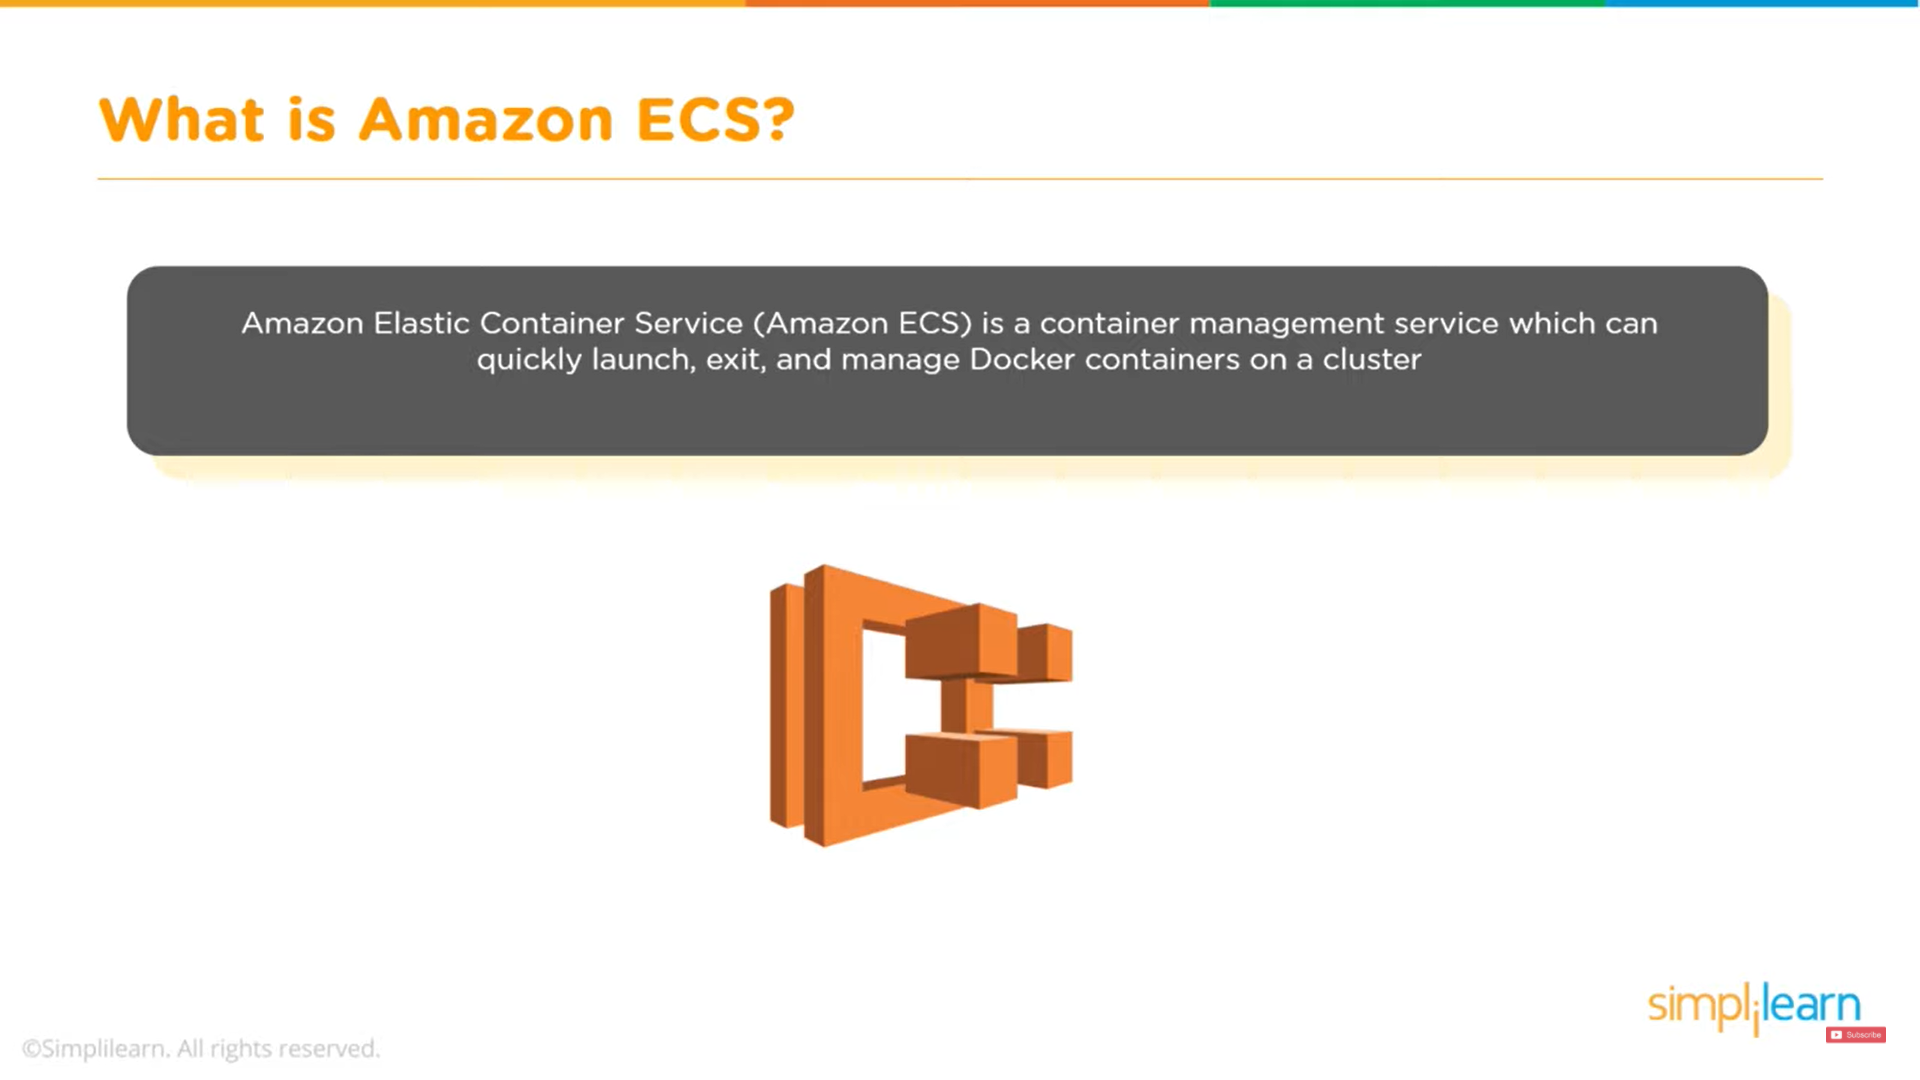 What is Amazon ECS?
Amazon Elastic Container Service (Amazon ECS) is a container management service which can
quickly launch, exit, and manage Docker containers on a cluster
simplilearn
Subscribe
©Simplilearn. All rights reserved.